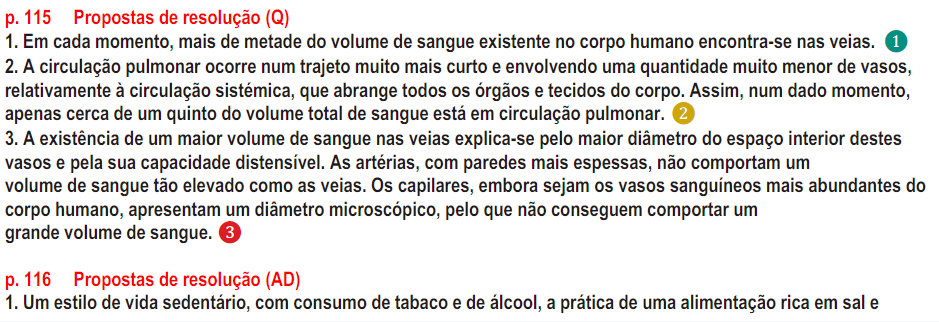 p. 115 Propostas de resolução (Q)
1. Em cada momento, mais de metade do volume de sangue existente no corpo humano encontra-se nas veias. 1
2. A circulação pulmonar ocorre num trajeto muito mais curto e envolvendo uma quantidade muito menor de vasos,
relativamente à circulação sistémica, que abrange todos os órgãos e tecidos do corpo. Assim, num dado momento,
apenas cerca de um quinto do volume total de sangue está em circulação pulmonar. 2
3. A existência de um maior volume de sangue nas veias explica-se pelo maior diâmetro do espaço interior destes
vasos e pela sua capacidade distensível. As artérias, com paredes mais espessas, não comportam um
volume de sangue tão elevado como as veias. Os capilares, embora sejam os vasos sanguíneos mais abundantes do
corpo humano, apresentam um diâmetro microscópico, pelo que não conseguem comportar um
grande volume de sangue. 3
p. 116 Propostas de resolução (AD)
1. Um estilo de vida sedentário, com consumo de tabaco e de álcool, a prática de uma alimentação rica em sal e